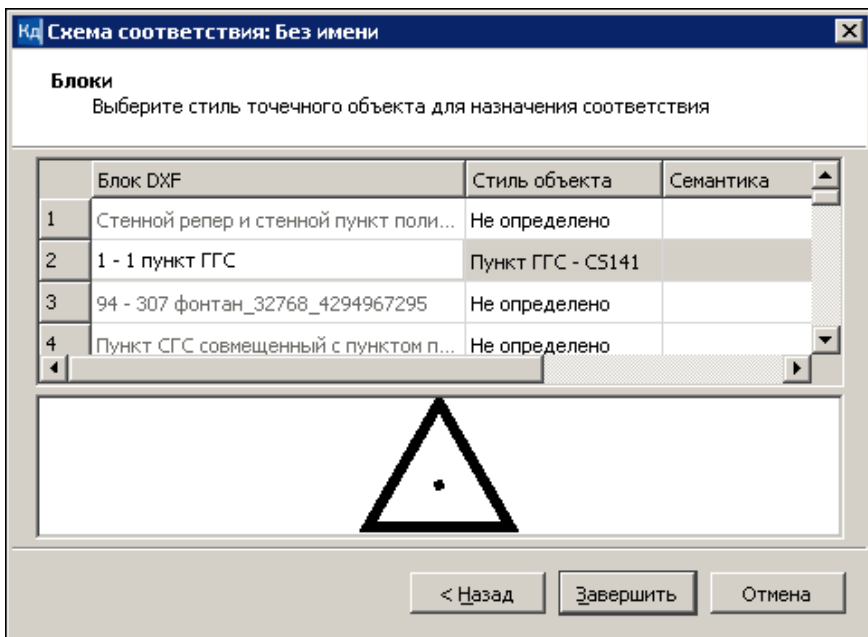 Кд Схема соответствия: Без имени
Блоки
Выберите стиль точечного объекта для назначения соответствия
Блок DXF Стиль объекта Семантика
1 Стенной репер и стенной пункт поли... Не определено
2 1 - 1 пункт ГГС Пункт ГГС - CS141
3 94 - 307 фонтан_32768_4294967295 Не определено
4 Пункт СГС совмещенный с пунктом п... Не определено
< Назад Завершить Отмена